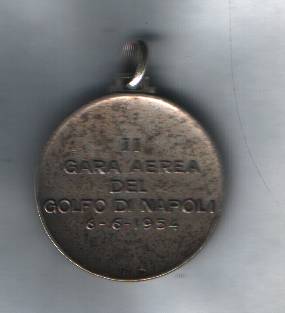 II
GARA AEREA
DEL
GOLFO DI NAPOLI
6-6-1954